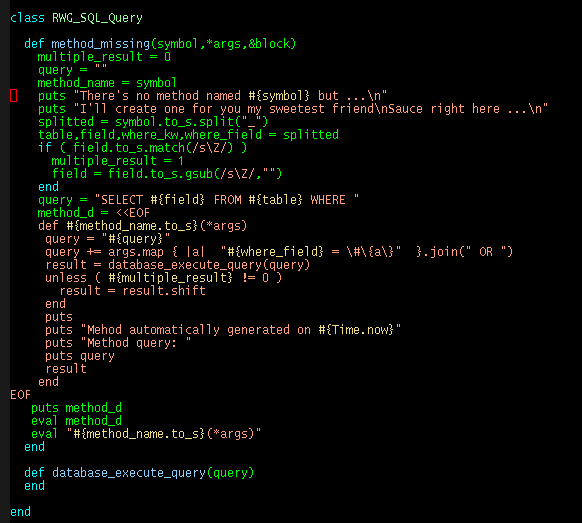 class RWG_SQL_Query
def method_missing(symbol,*args,&block)
multiple_result = 0
query = ""
method_name = symbol
puts "There's no method named #{symbol} but ...\n"
puts "I'll create one for you my sweetest friend\nSauce right here ...\n"
splitted = symbol.to_s.split("_")
table,field,where_kw,where_field = splitted
if ( field.to_s.match(/s\Z/) )
multiple_result = 1
field = field.to_s.gsub(/s\Z/,"")
end
query = "SELECT #{field} FROM #{table} WHERE "
method_d = <<EOF
def #{method_name.to_s}(*args)
query = "#{query}"
query += args.map { |a|  "#{where_field} = \#\{a\}"  }.join(" OR ")
result = database_execute_query(query)
unless ( #{multiple_result} != 0 )
result = result.shift
end
puts
puts "Mehod automatically generated on #{Time.now}"
puts "Method query: "
puts query
result
end
EOF
puts method_d
eval method_d
eval "#{method_name.to_s}(*args)"
end
def database_execute_query(query)
end
end